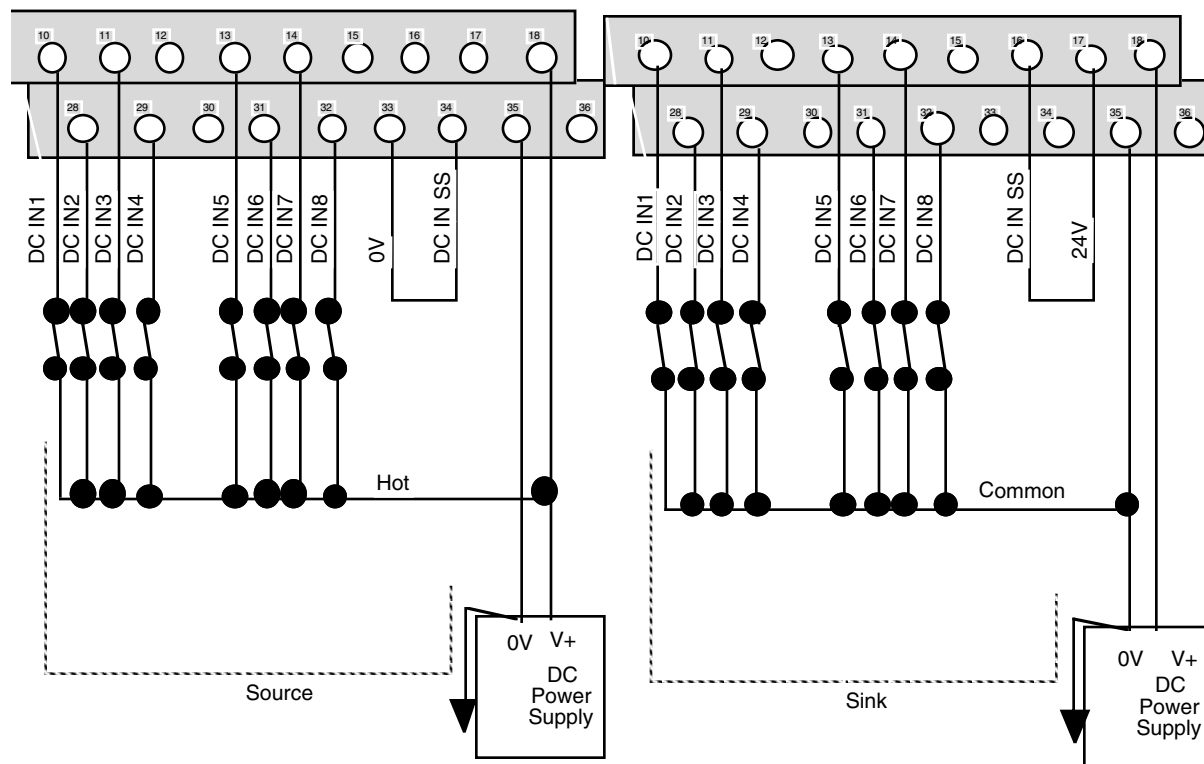 10 11 12 13 14 15 16 17 18
28 29 30 31 32 33 34 35 36
DC IN1
DC IN2
DC IN3
DC IN4
DC IN5
DC IN6
DC IN7
DC IN8
0V
DC IN SS
Hot
0V V+
DC
Power
Supply
Source
10 11 12 13 14 15 16 17 18
28 29 30 31 32 33 34 35 36
DC IN1
DC IN2
DC IN3
DC IN4
DC IN5
DC IN6
DC IN7
DC IN8
DC IN SS
24V
Common
0V V+
DC
Power
Supply
Sink